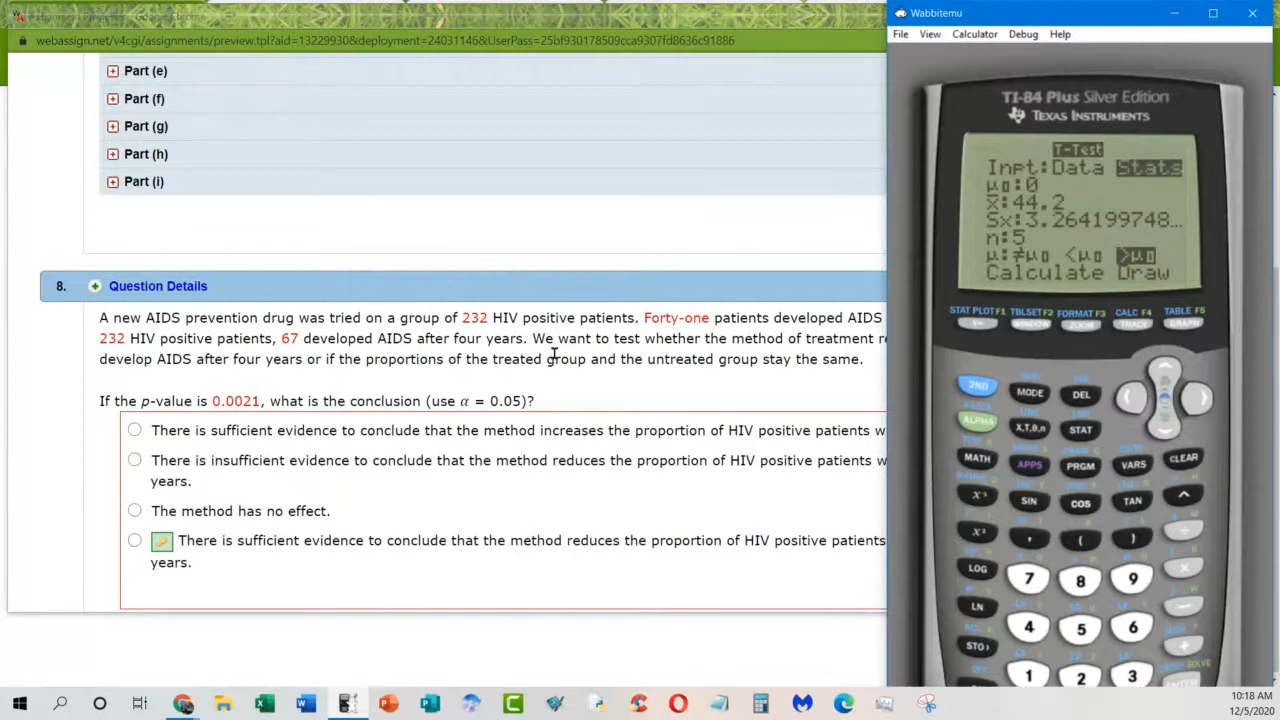 Wabbitemu
webassign.net/v4cgi/assignments/preview.tpl?aid=13229930&deployment=24031146&UserPass=25bf930178509cca9307fd8636c91886
File View Calculator Debug Help
Part (e)
Part (f)
Part (g)
Part (h)
Part (i)
8. Question Details
A new AIDS prevention drug was tried on a group of 232 HIV positive patients. Forty-one patients developed AIDS
232 HIV positive patients, 67 developed AIDS after four years. We want to test whether the method of treatment re
develop AIDS after four years or if the proportions of the treated group and the untreated group stay the same.
If the p-value is 0.0021, what is the conclusion (use α = 0.05)?
There is sufficient evidence to conclude that the method increases the proportion of HIV positive patients w
There is insufficient evidence to conclude that the method reduces the proportion of HIV positive patients w
years.
The method has no effect.
There is sufficient evidence to conclude that the method reduces the proportion of HIV positive patients
years.
TI-84 Plus Silver Edition
TEXAS INSTRUMENTS
T-Test
Inpt:Data Stats
μ₀:0
x̄:44.2
Sx:3.264199748…
n:5
μ:≠μ₀ <μ₀ >μ₀
Calculate Draw
STAT PLOT F1 TBLSET F2 FORMAT F3 CALC F4 TABLE F5
Y= WINDOW ZOOM TRACE GRAPH
2ND MODE DEL
ALPHA X,T,θ,n STAT
MATH APPS PRGM VARS CLEAR
SIN COS TAN ^
x² , ( ) ÷
LOG 7 8 9 ×
LN 4 5 6 −
STO› 1 2 3 +
10:18 AM
12/5/2020